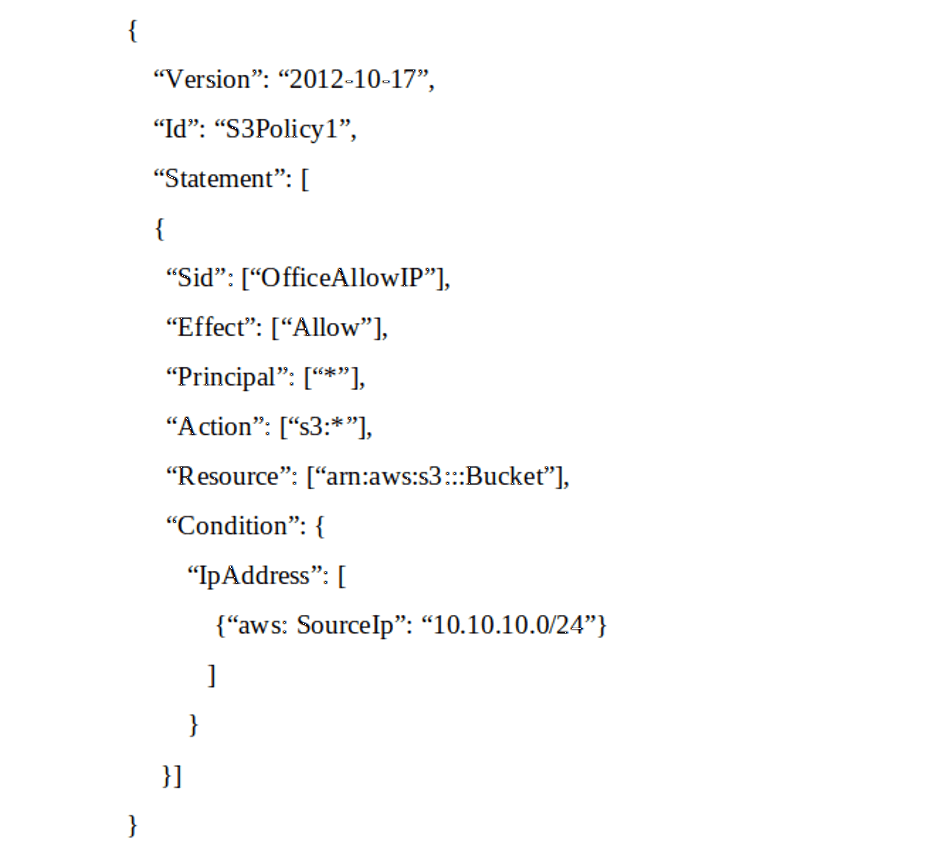 {
“Version”: “2012-10-17”,
“Id”: “S3Policy1”,
“Statement”: [
{
“Sid”: [“OfficeAllowIP”],
“Effect”: [“Allow”],
“Principal”: [“*”],
“Action”: [“s3:*”],
“Resource”: [“arn:aws:s3:::Bucket”],
“Condition”: {
“IpAddress”: [
{“aws: SourceIp”: “10.10.10.0/24”}
]
}
}]
}